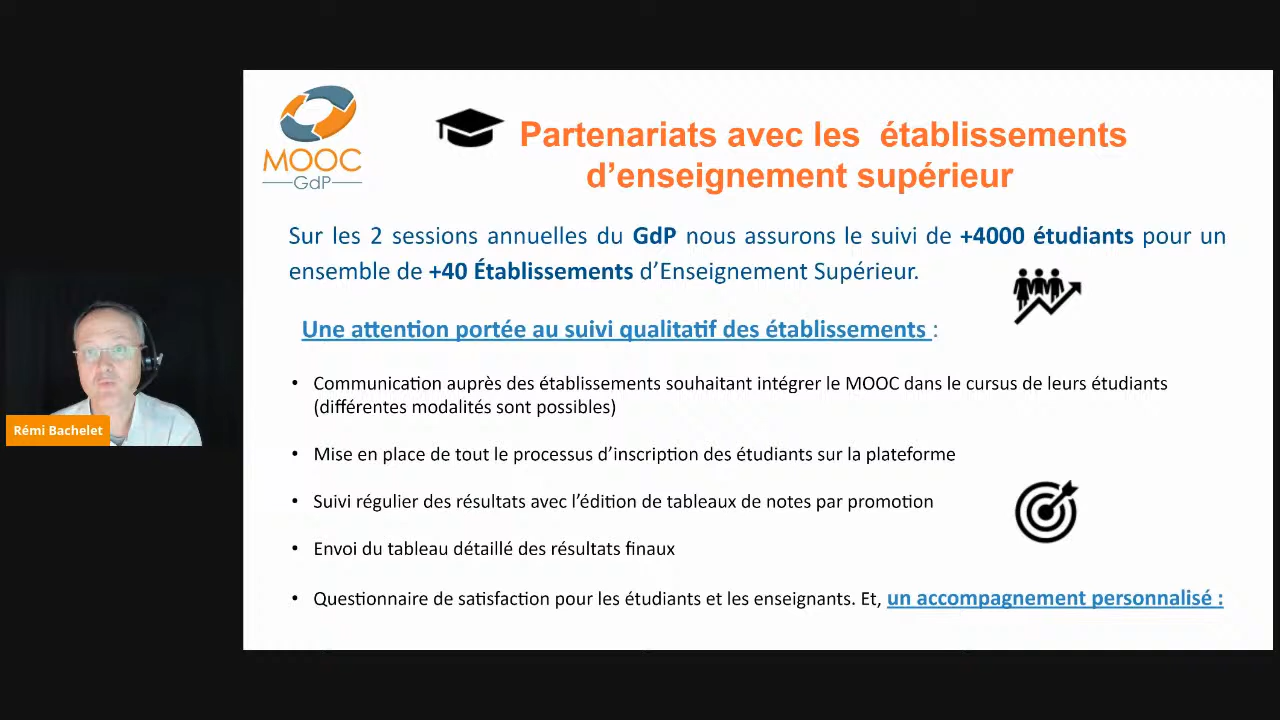 MOOC
GdP
Partenariats avec les établissements
d’enseignement supérieur
Sur les 2 sessions annuelles du GdP nous assurons le suivi de +4000 étudiants pour un
ensemble de +40 Établissements d’Enseignement Supérieur.
Une attention portée au suivi qualitatif des établissements :
• Communication auprès des établissements souhaitant intégrer le MOOC dans le cursus de leurs étudiants
(différentes modalités sont possibles)
Rémi Bachelet
• Mise en place de tout le processus d’inscription des étudiants sur la plateforme
• Suivi régulier des résultats avec l’édition de tableaux de notes par promotion
• Envoi du tableau détaillé des résultats finaux
• Questionnaire de satisfaction pour les étudiants et les enseignants. Et, un accompagnement personnalisé :